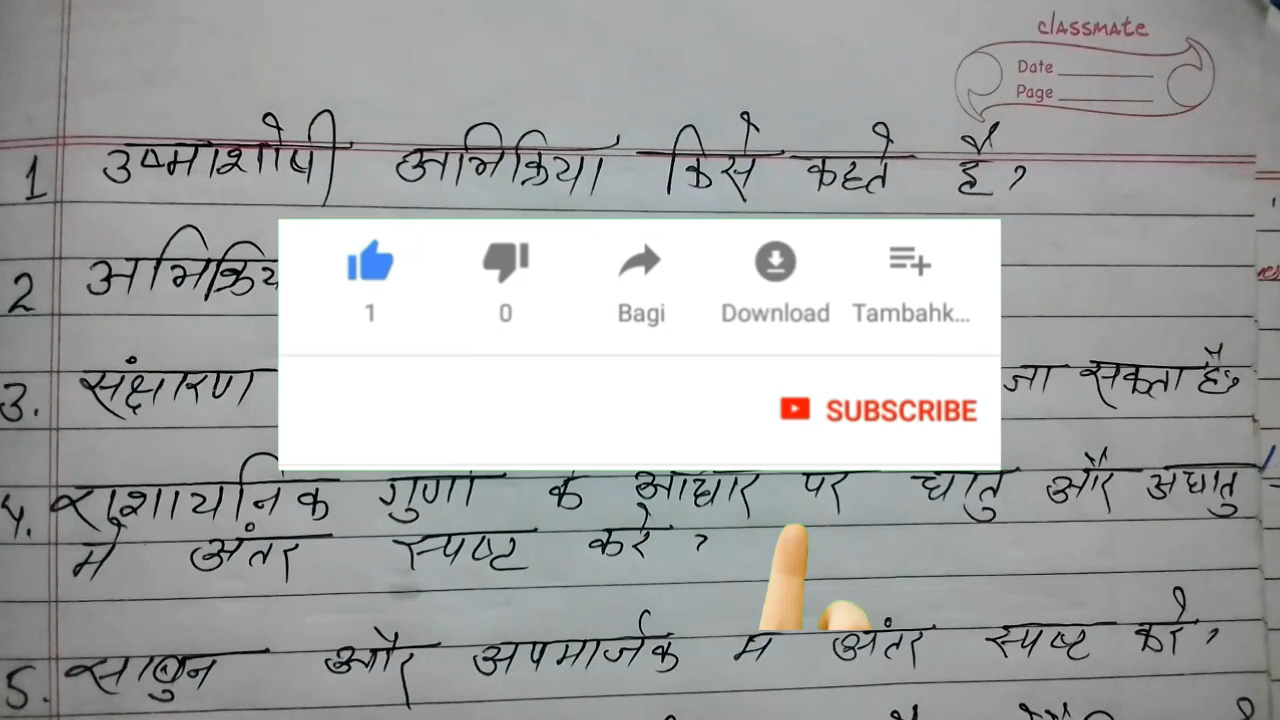 classmate
Date
Page
1 उष्माशोषी अभिक्रिया किसे कहते है?
2 अभिक्रिय
1 0 Bagi Download Tambahk...
3. संक्षारण जा सकता है?
SUBSCRIBE
4. राशायनिक गुणो के आधार पर धातु और अधातु
मे अंतर स्पष्ट करे ?
5. साबुन और अपमार्जक म अंतर स्पष्ट करे ?